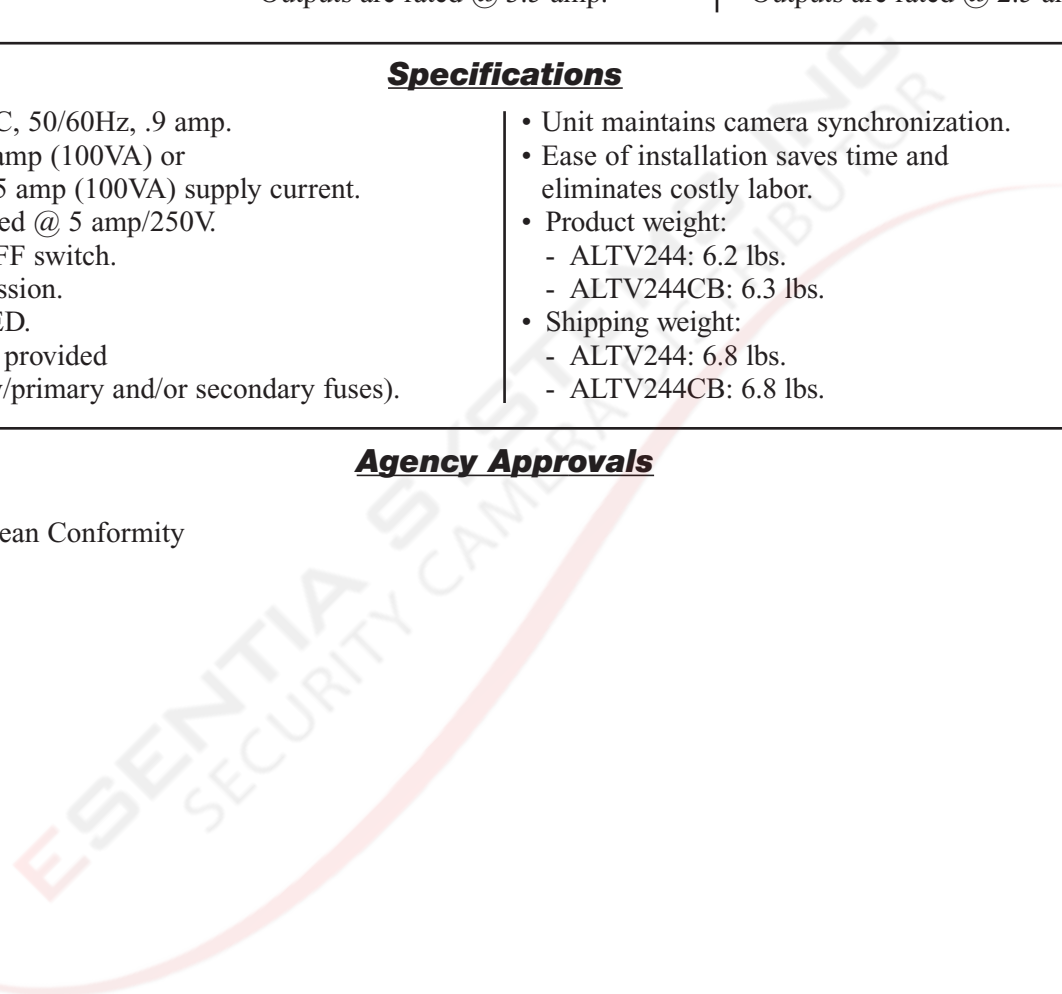 Outputs are rated @
amp.
Outputs are rated @
Specifications
C, 50/60Hz, .9 amp.
amp (100VA) or
5 amp (100VA) supply current.
ed @ 5 amp/250V.
FF switch.
ssion.
ED.
provided
y/primary and/or secondary fuses).
• Unit maintains camera synchronization.
• Ease of installation saves time and
eliminates costly labor.
• Product weight:
- ALTV244: 6.2 lbs.
- ALTV244CB: 6.3 lbs.
• Shipping weight:
- ALTV244: 6.8 lbs.
- ALTV244CB: 6.8 lbs.
Agency Approvals
ean Conformity
ESENTIA SYSTEMS INC
SECURITY CAMERA DISTRIBUTOR